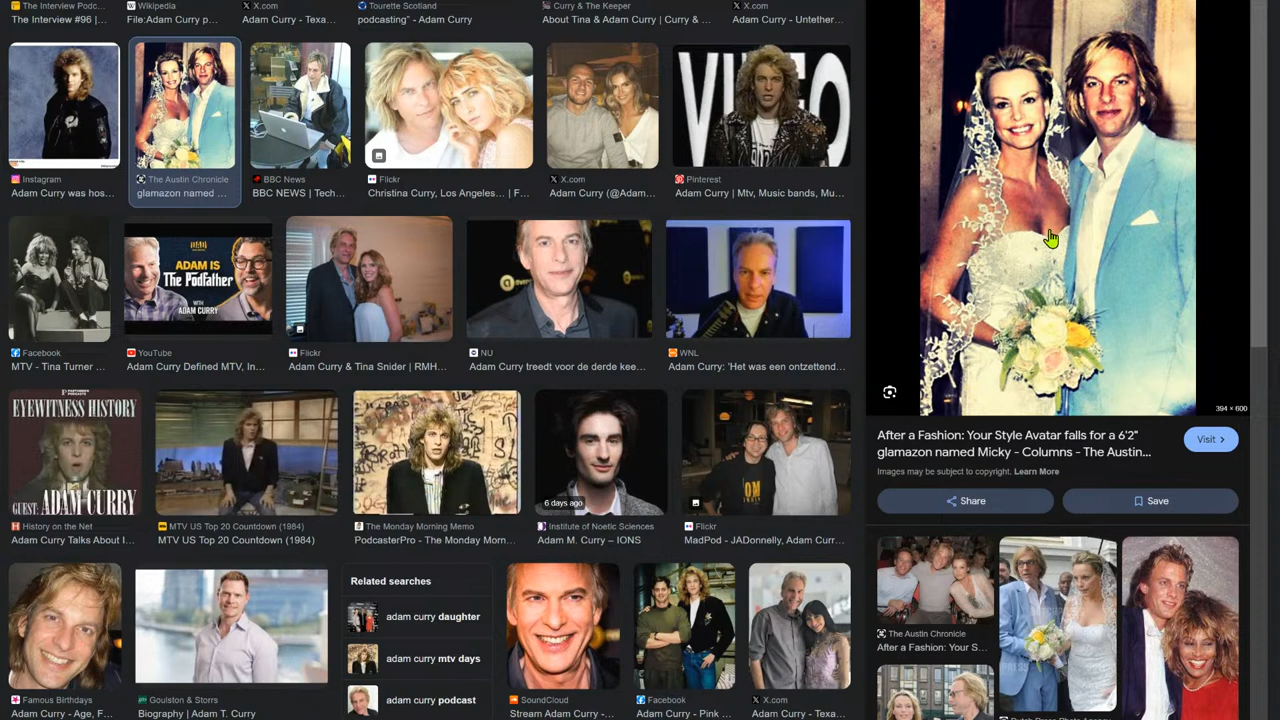 The Interview Podc...
Wikipedia
X.com
Tourette Scotland
Curry & The Keeper
X.com
The Interview #96 |...
File:Adam Curry p...
Adam Curry - Texa...
podcasting" - Adam Curry
About Tina & Adam Curry | Curry & ...
Adam Curry - Untether...
VIDEO
Instagram
The Austin Chronicle
BBC News
Flickr
X.com
Pinterest
Adam Curry was hos...
glamazon named ...
BBC NEWS | Tech...
Christina Curry, Los Angeles... | F...
Adam Curry (@Adam...
Adam Curry | Mtv, Music bands, Mu...
ADAM IS
The Podfather
WITH
ADAM CURRY
Facebook
YouTube
Flickr
NU
WNL
MTV - Tina Turner ...
Adam Curry Defined MTV, In...
Adam Curry & Tina Snider | RMH...
Adam Curry treedt voor de derde kee...
Adam Curry: 'Het was een ontzettend...
EYEWITNESS HISTORY
GUEST: ADAM CURRY
6 days ago
History on the Net
MTV US Top 20 Countdown (1984)
The Monday Morning Memo
Institute of Noetic Sciences
Flickr
Adam Curry Talks About I...
MTV US Top 20 Countdown (1984)
PodcasterPro - The Monday Morn...
Adam M. Curry – IONS
MadPod - JADonnelly, Adam Curr...
Related searches
adam curry daughter
adam curry mtv days
adam curry podcast
Famous Birthdays
Goulston & Storrs
SoundCloud
Facebook
X.com
Adam Curry - Age, F...
Biography | Adam T. Curry
Stream Adam Curry -...
Adam Curry - Pink ...
Adam Curry - Texa...
394 × 600
After a Fashion: Your Style Avatar falls for a 6'2"
glamazon named Micky - Columns - The Austin...
Visit
Images may be subject to copyright. Learn More
Share
Save
The Austin Chronicle
After a Fashion: Your S...